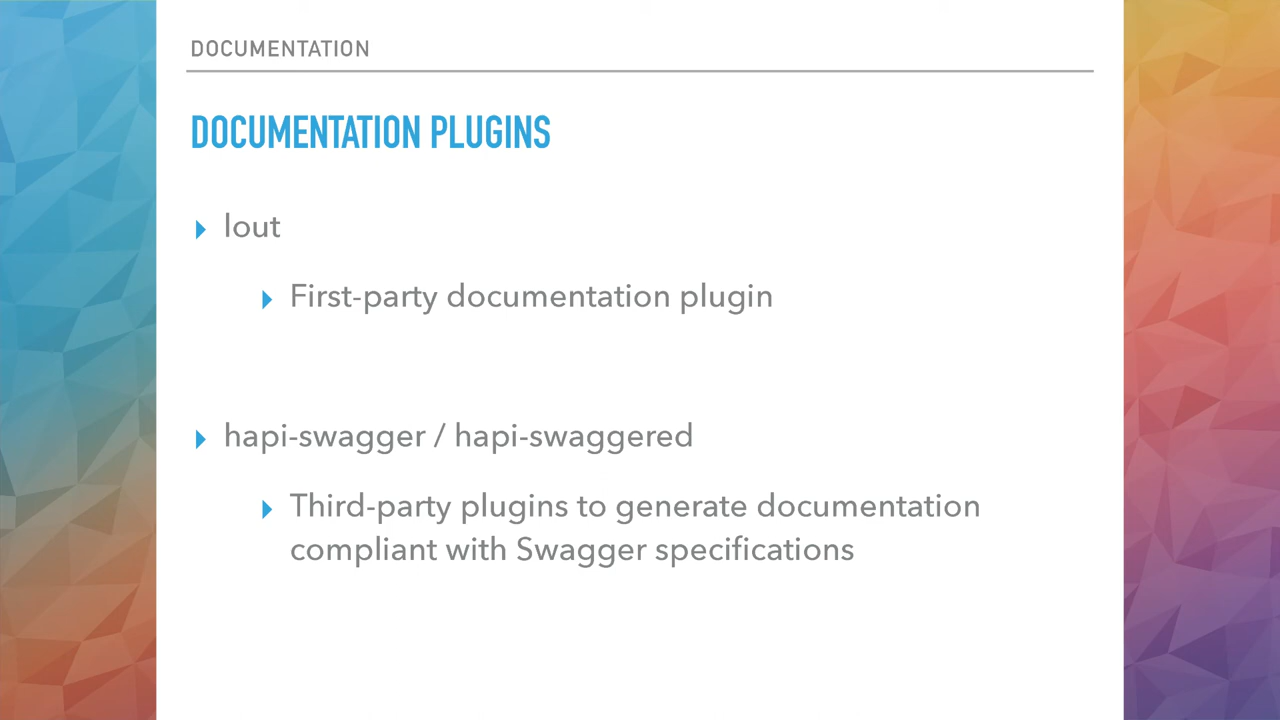 DOCUMENTATION
DOCUMENTATION PLUGINS
lout
First-party documentation plugin
hapi-swagger / hapi-swaggered
Third-party plugins to generate documentation
compliant with Swagger specifications